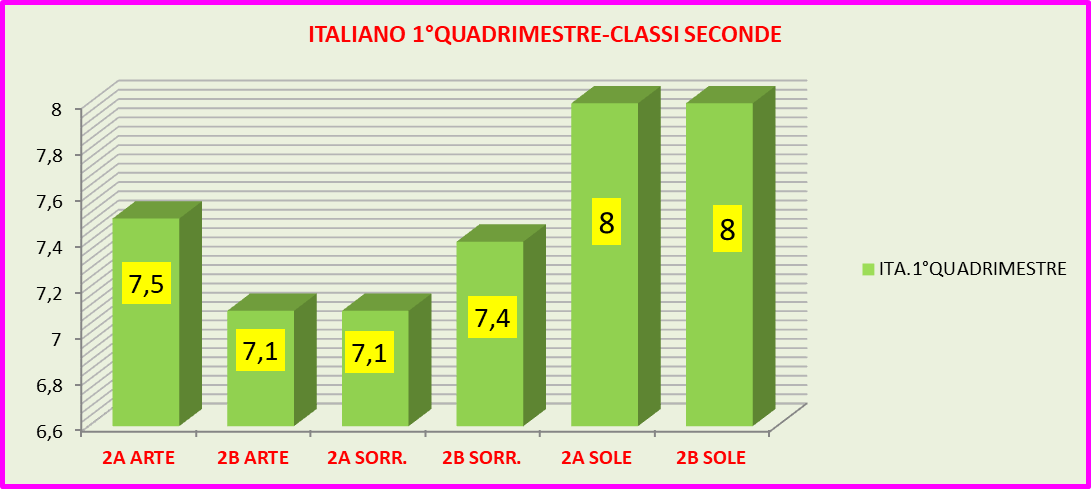 ITALIANO 1°QUADRIMESTRE-CLASSI SECONDE
8
7,8
7,6
7,4
7,2
7
6,8
6,6
7,5
7,1
7,1
7,4
8
8
2A ARTE
2B ARTE
2A SORR.
2B SORR.
2A SOLE
2B SOLE
ITA.1°QUADRIMESTRE